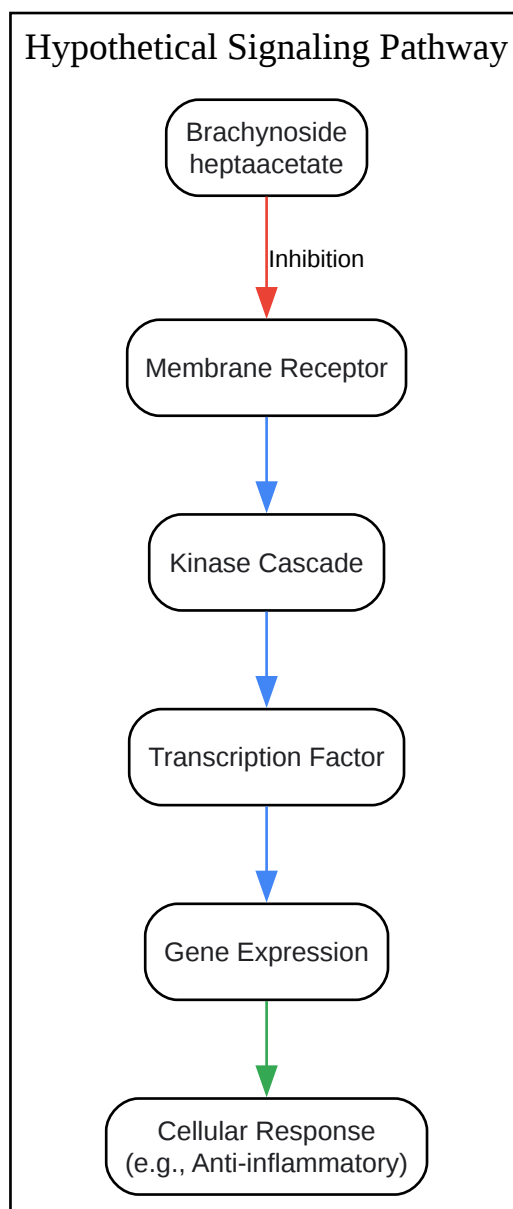 Hypothetical Signaling Pathway
Brachynoside
heptaacetate
Inhibition
Membrane Receptor
Kinase Cascade
Transcription Factor
Gene Expression
Cellular Response
(e.g., Anti-inflammatory)